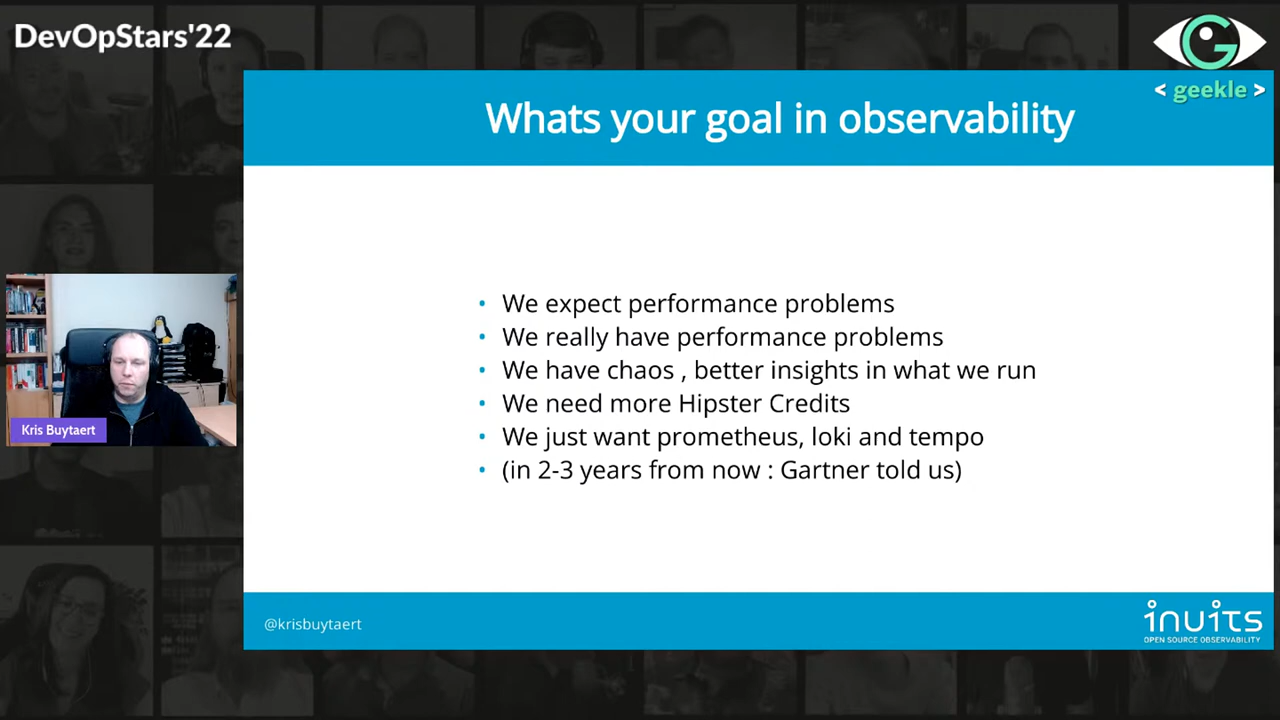 DevOpStars'22
< geekle >
Whats your goal in observability
• We expect performance problems
• We really have performance problems
• We have chaos , better insights in what we run
• We need more Hipster Credits
• We just want prometheus, loki and tempo
• (in 2-3 years from now : Gartner told us)
Kris Buytaert
@krisbuytaert
inuits
OPEN SOURCE OBSERVABILITY